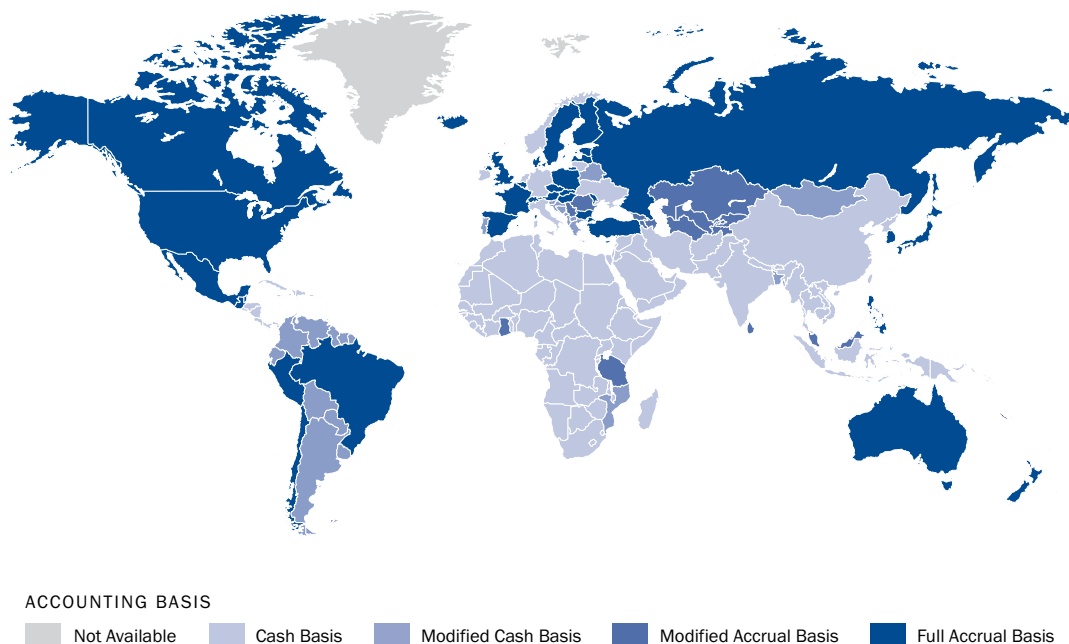 ACCOUNTING BASIS
Not Available
Cash Basis
Modified Cash Basis
Modified Accrual Basis
Full Accrual Basis